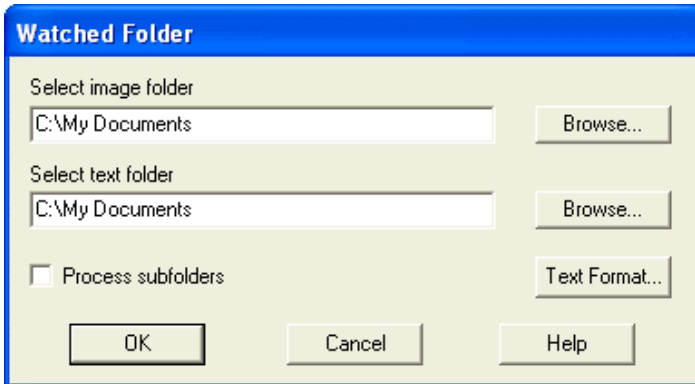 Watched Folder
Select image folder
C:\My Documents
Browse...
Select text folder
C:\My Documents
Browse...
Process subfolders
Text Format...
OK
Cancel
Help